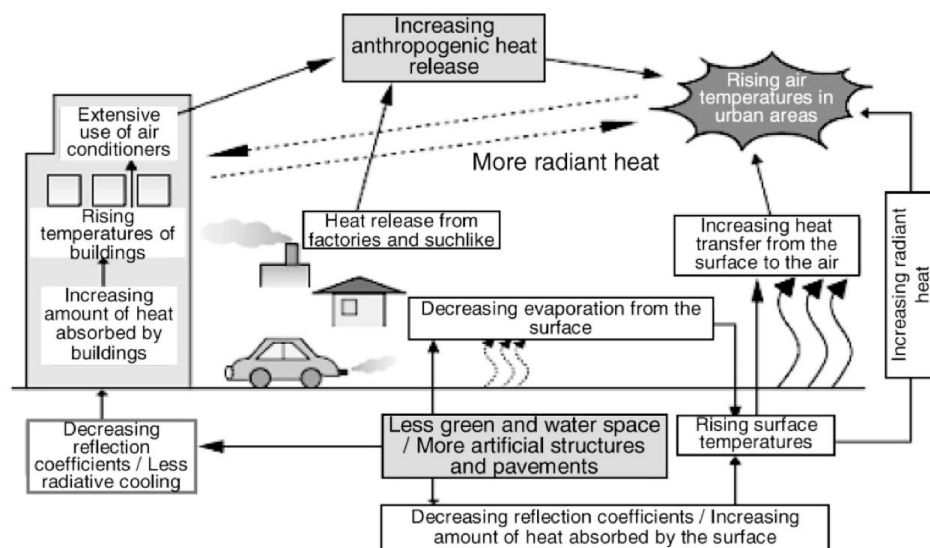 Increasing
anthropogenic heat
release
Rising air
temperatures in
urban areas
Extensive
use of air
conditioners
More radiant heat
Rising
temperatures of
buildings
Heat release from
factories and suchlike
Increasing heat
transfer from the
surface to the air
Increasing radiant
heat
Increasing
amount of heat
absorbed by
buildings
Decreasing evaporation from the
surface
Decreasing
reflection
coefficients / Less
radiative cooling
Less green and water space
/ More artificial structures
and pavements
Rising surface
temperatures
Decreasing reflection coefficients / Increasing
amount of heat absorbed by the surface